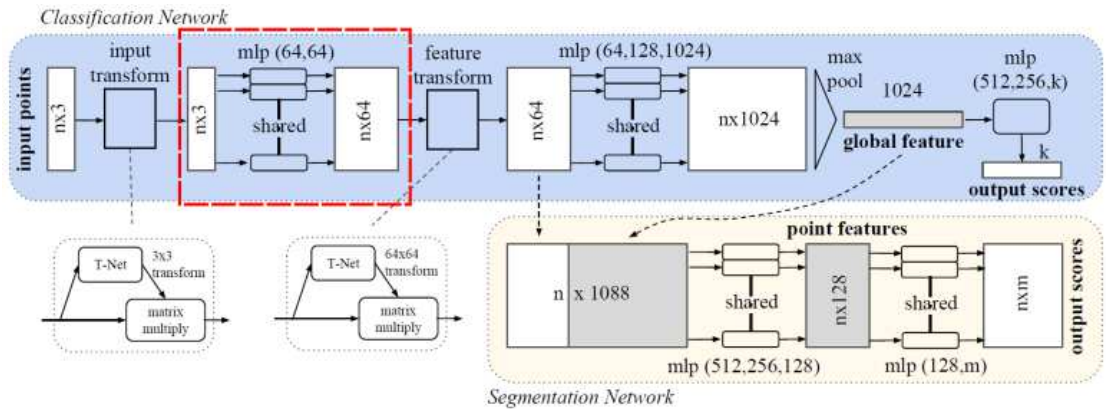 Classification Network
input points
nx3
input
transform
mlp (64,64)
nx3
shared
nx64
feature
transform
mlp (64,128,1024)
nx64
shared
nx1024
max
pool
1024
global feature
mlp
(512,256,k)
k
output scores
T-Net
3x3
transform
matrix
multiply
T-Net
64x64
transform
matrix
multiply
point features
n x 1088
shared
mlp (512,256,128)
nx128
shared
mlp (128,m)
nxm
output scores
Segmentation Network